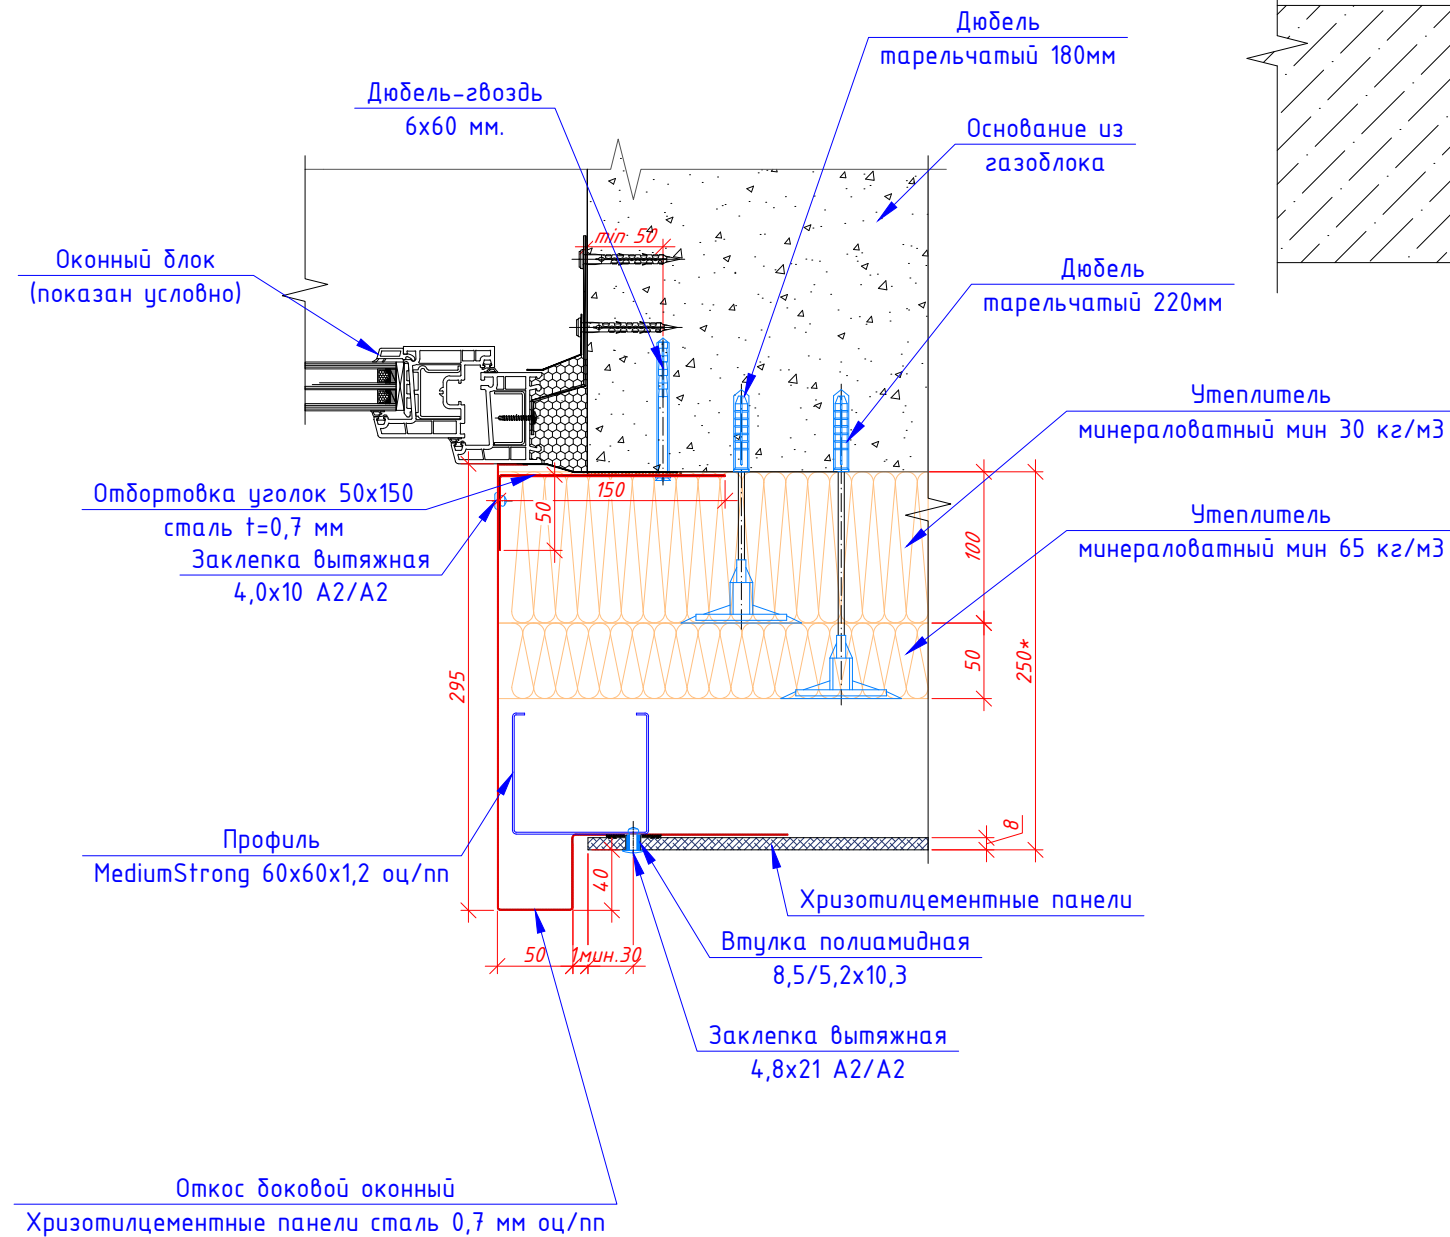 Дюбель
тарельчатый 180мм
Дюбель-гвоздь
6х60 мм.
Основание из
газоблока
min 50
Оконный блок
(показан условно)
Дюбель
тарельчатый 220мм
Утеплитель
минераловатный мин 30 кг/м3
Отбортовка уголок 50х150
сталь t=0,7 мм
150
50
Утеплитель
минераловатный мин 65 кг/м3
Заклепка вытяжная
4,0х10 А2/А2
100
50
250*
295
8
Профиль
MediumStrong 60х60х1,2 оц/пп
40
Хризотилцементные панели
50
1мин.30
Втулка полиамидная
8,5/5,2х10,3
Заклепка вытяжная
4,8х21 А2/А2
Откос боковой оконный
Хризотилцементные панели сталь 0,7 мм оц/пп